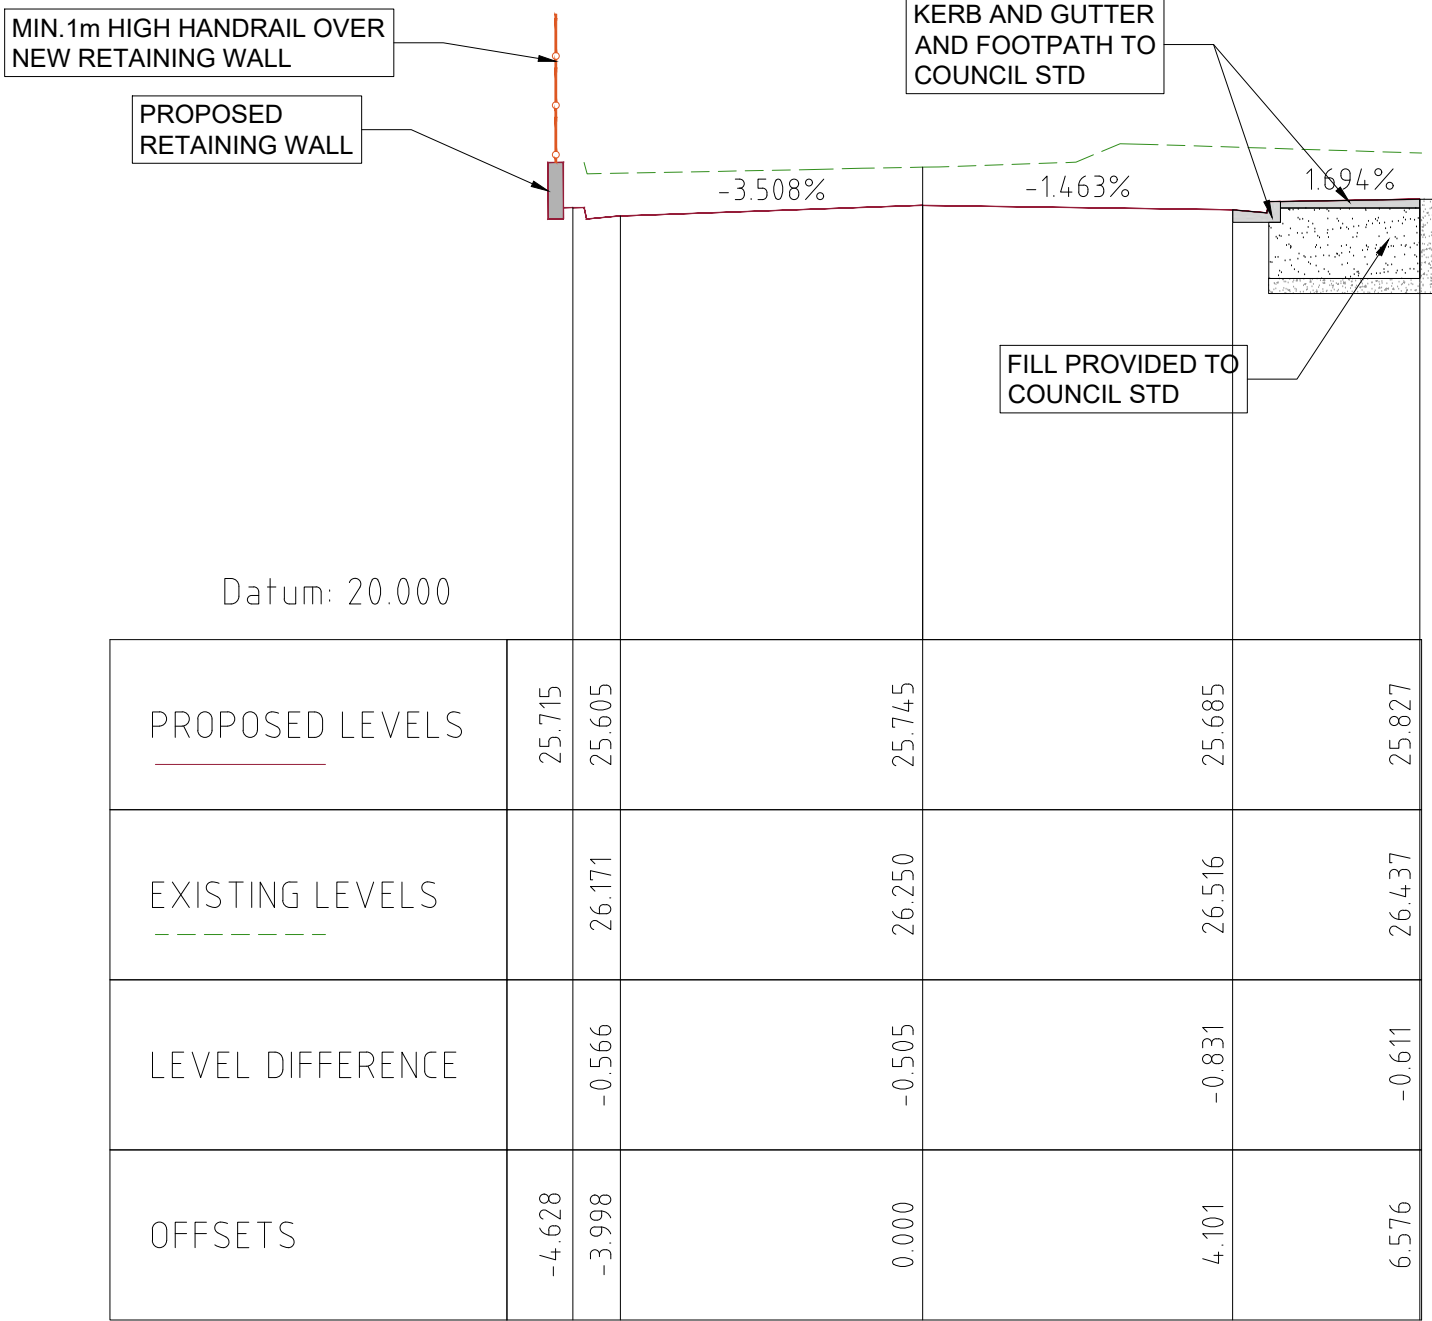 MIN.1m HIGH HANDRAIL OVER
NEW RETAINING WALL
KERB AND GUTTER
AND FOOTPATH TO
COUNCIL STD
PROPOSED
RETAINING WALL
-3.508%
-1.463%
1.694%
FILL PROVIDED TO
COUNCIL STD
Datum: 20.000
PROPOSED LEVELS
25.715
25.605
25.745
25.685
25.827
EXISTING LEVELS
26.171
26.250
26.516
26.437
LEVEL DIFFERENCE
-0.566
-0.505
-0.831
-0.611
OFFSETS
-4.628
-3.998
0.000
4.101
6.576